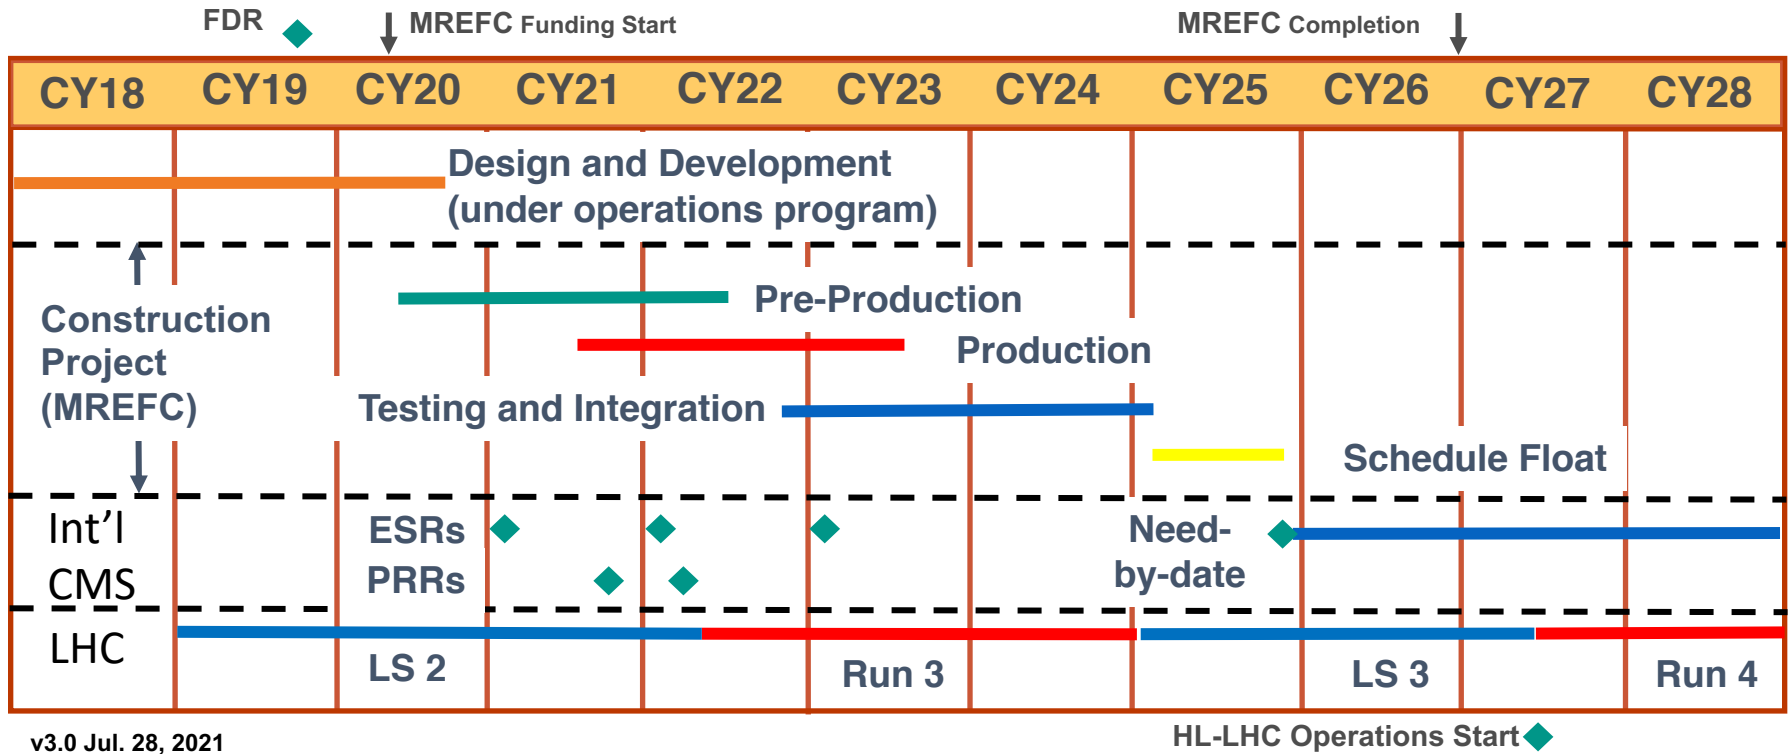 FDR
MREFC Funding Start
MREFC Completion
CY18 CY19 CY20 CY21 CY22 CY23 CY24 CY25 CY26 CY27 CY28
Design and Development
(under operations program)
Construction
Project
(MREFC)
Pre-Production
Production
Testing and Integration
Schedule Float
Int’l
CMS
ESRs
PRRs
Need-
by-date
LHC
LS 2
Run 3
LS 3
Run 4
v3.0 Jul. 28, 2021
HL-LHC Operations Start